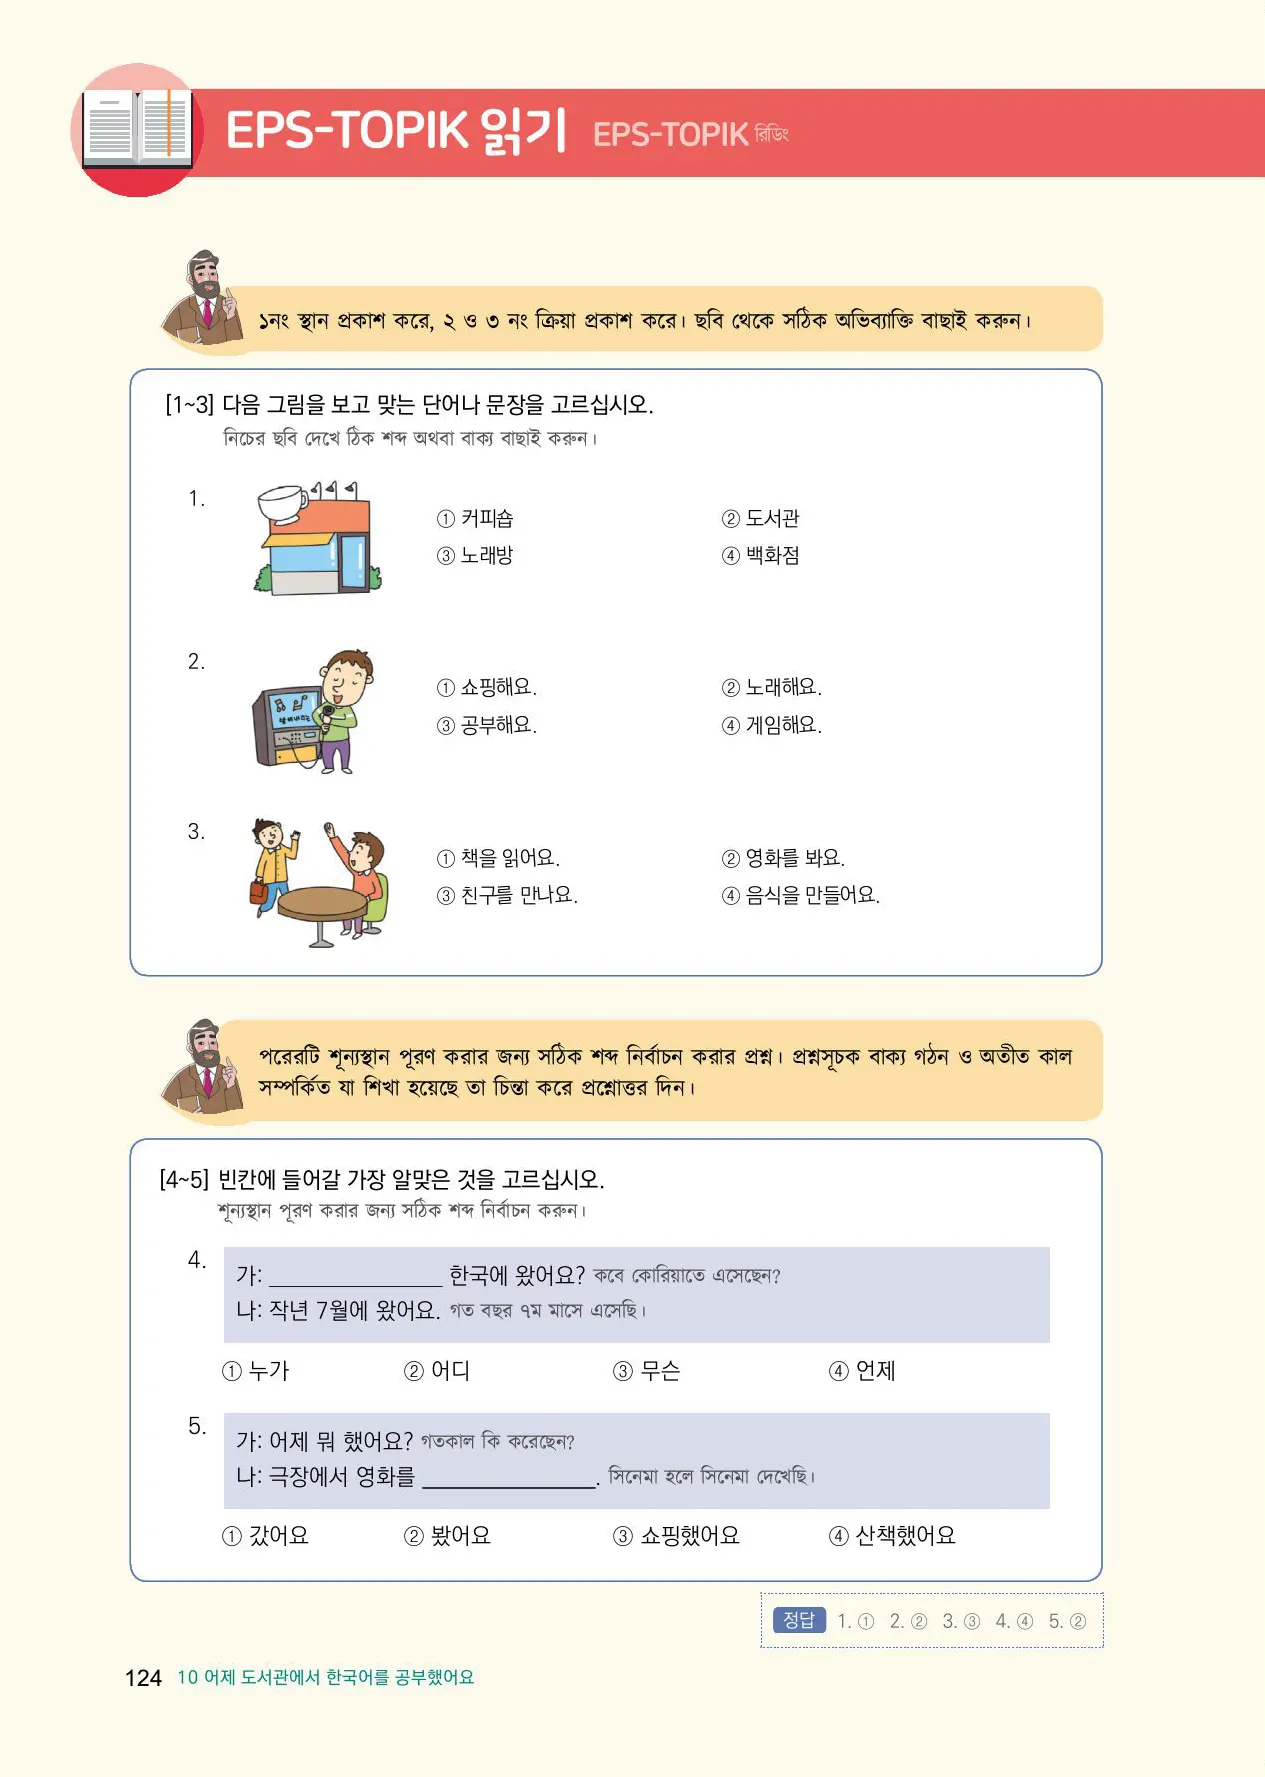 EPS-TOPIK 읽기 EPS-TOPIK রিডিং
১নং স্থান প্রকাশ করে, ২ ও ৩ নং ক্রিয়া প্রকাশ করে। ছবি থেকে সঠিক অভিব্যাক্তি বাছাই করুন।
[1~3] 다음 그림을 보고 맞는 단어나 문장을 고르십시오.
নিচের ছবি দেখে ঠিক শব্দ অথবা বাক্য বাছাই করুন।
1.
① 커피숍 ② 도서관
③ 노래방 ④ 백화점
2.
① 쇼핑해요. ② 노래해요.
③ 공부해요. ④ 게임해요.
3.
① 책을 읽어요. ② 영화를 봐요.
③ 친구를 만나요. ④ 음식을 만들어요.
পরেরটি শূন্যস্থান পূরণ করার জন্য সঠিক শব্দ নির্বাচন করার প্রশ্ন। প্রশ্নসূচক বাক্য গঠন ও অতীত কাল
সম্পর্কিত যা শিখা হয়েছে তা চিন্তা করে প্রশ্নোত্তর দিন।
[4~5] 빈칸에 들어갈 가장 알맞은 것을 고르십시오.
শূন্যস্থান পূরণ করার জন্য সঠিক শব্দ নির্বাচন করুন।
4.
가: ________________ 한국에 왔어요? কবে কোরিয়াতে এসেছেন?
나: 작년 7월에 왔어요. গত বছর ৭ম মাসে এসেছি।
① 누가 ② 어디 ③ 무슨 ④ 언제
5.
가: 어제 뭐 했어요? গতকাল কি করেছেন?
나: 극장에서 영화를 ________________. সিনেমা হলে সিনেমা দেখেছি।
① 갔어요 ② 봤어요 ③ 쇼핑했어요 ④ 산책했어요
정답 1. ① 2. ② 3. ③ 4. ④ 5. ②
124 10 어제 도서관에서 한국어를 공부했어요